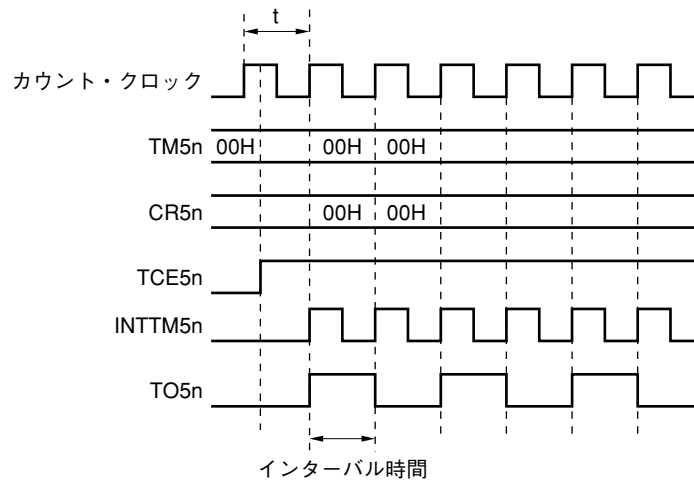 t
カウント・クロック
TM5n 00H 00H 00H
CR5n 00H 00H
TCE5n
INTTM5n
TO5n
インターバル時間